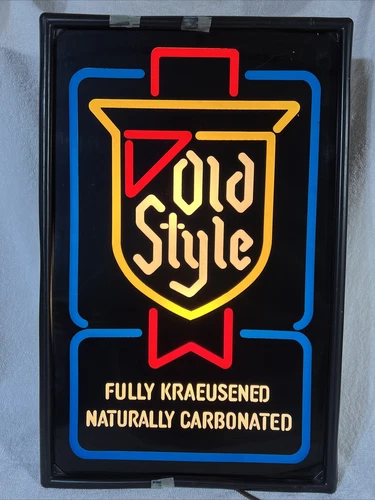 Old
Style
FULLY KRAEUSENED
NATURALLY CARBONATED